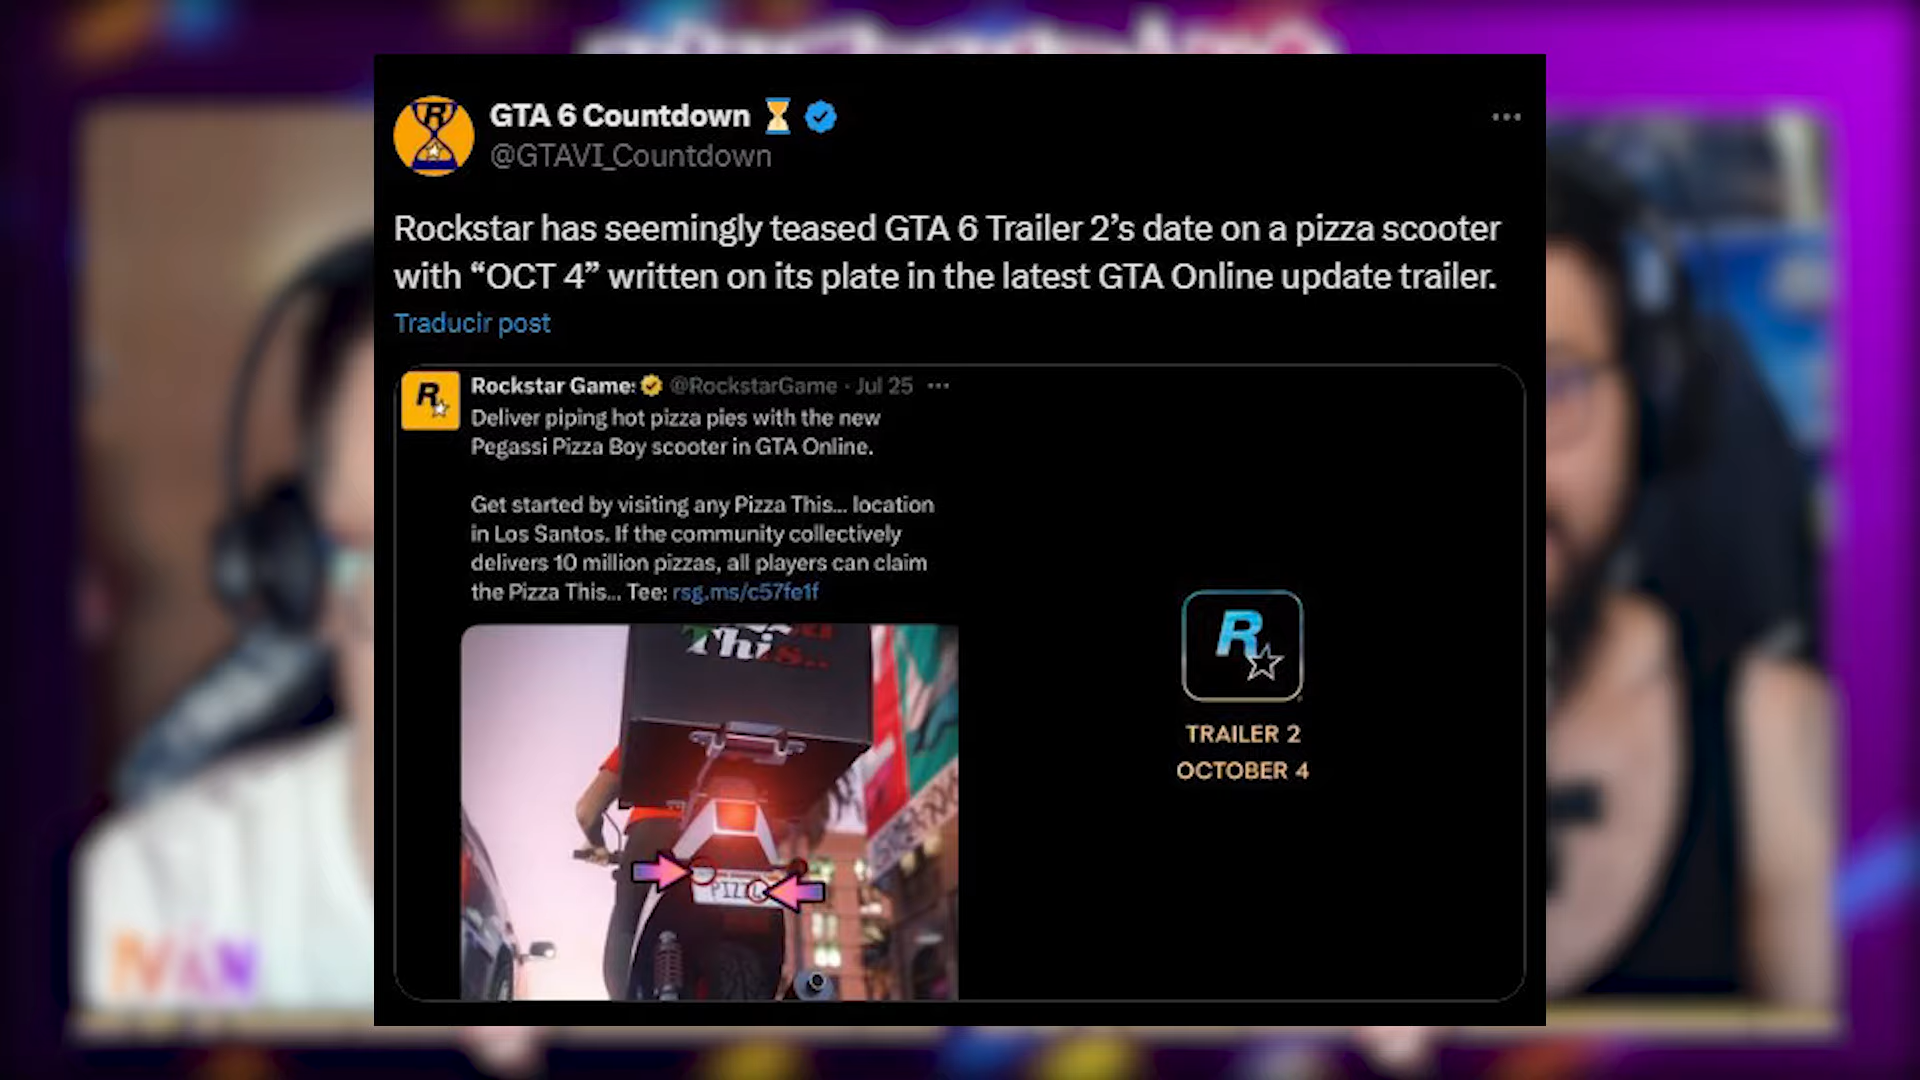 GTA 6 Countdown
@GTAVI_Countdown
Rockstar has seemingly teased GTA 6 Trailer 2’s date on a pizza scooter
with “OCT 4” written on its plate in the latest GTA Online update trailer.
Traducir post
Rockstar Game: @RockstarGame · Jul 25
Deliver piping hot pizza pies with the new
Pegassi Pizza Boy scooter in GTA Online.
Get started by visiting any Pizza This... location
in Los Santos. If the community collectively
delivers 10 million pizzas, all players can claim
the Pizza This... Tee: rsg.ms/c57fe1f
This..
R
TRAILER 2
OCTOBER 4
IVÁN